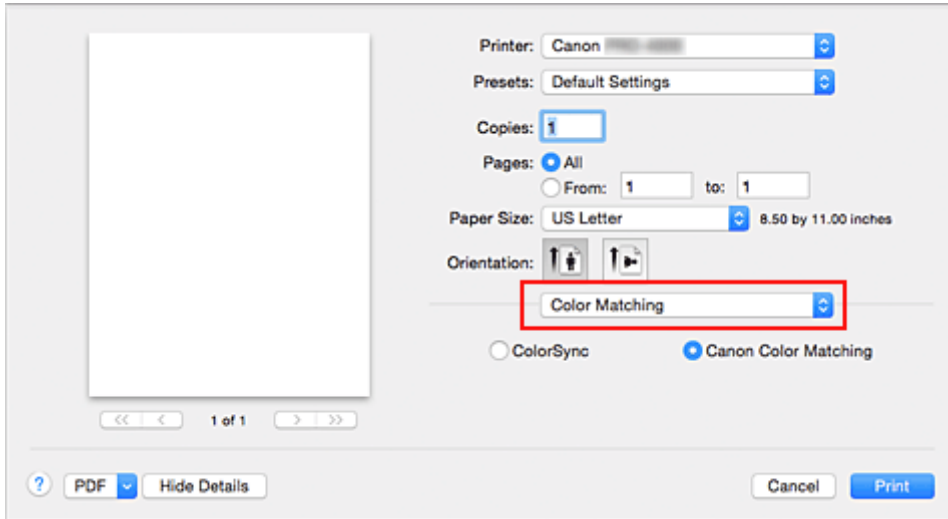 Printer: Canon
Presets: Default Settings
Copies: 1
Pages: All
From: 1 to: 1
Paper Size: US Letter 8.50 by 11.00 inches
Orientation:
Color Matching
ColorSync Canon Color Matching
<< < 1 of 1 > >>
? PDF Hide Details Cancel Print